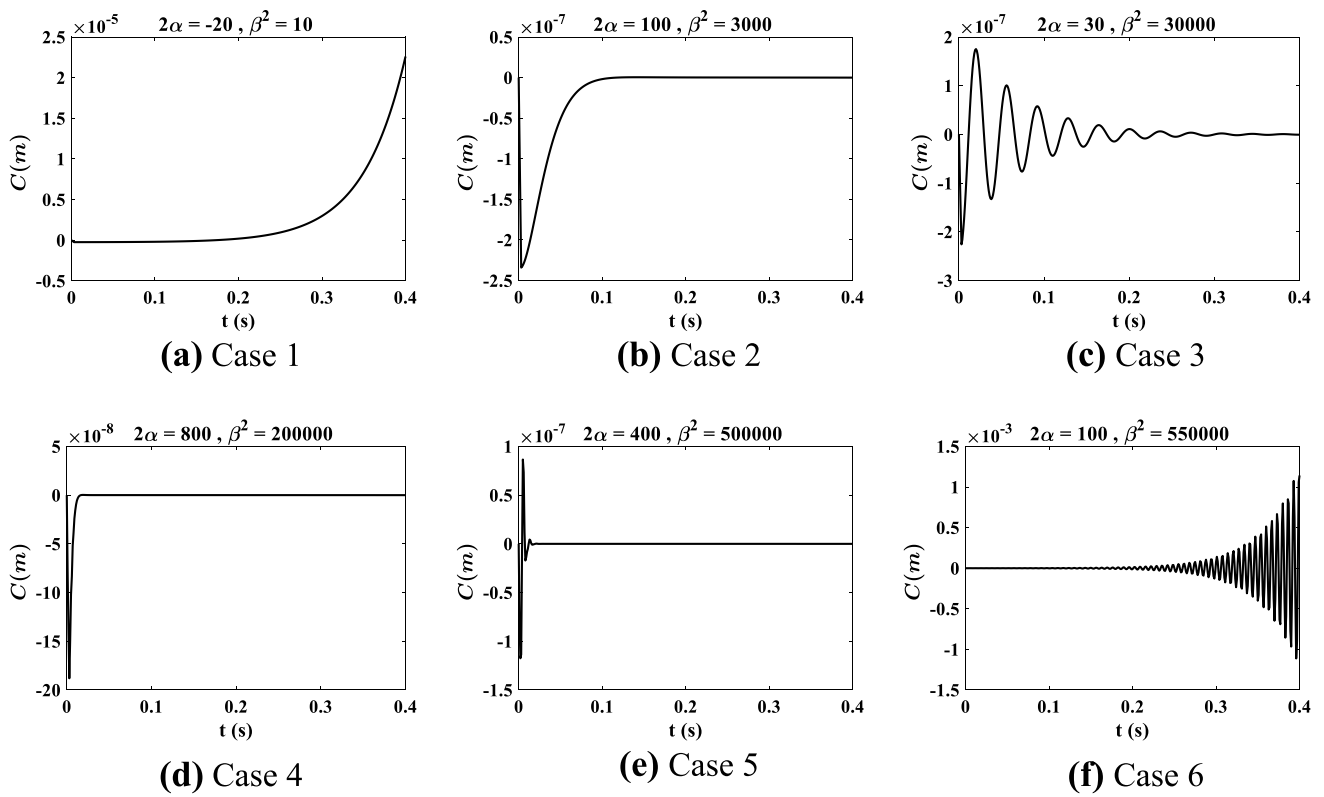 ×10⁻⁵ 2α = -20 , β² = 10
2.5
2
1.5
1
0.5
0
-0.5
C(m)
0 0.1 0.2 0.3 0.4
t (s)
(a) Case 1
×10⁻⁷ 2α = 100 , β² = 3000
0.5
0
-0.5
-1
-1.5
-2
-2.5
C(m)
0 0.1 0.2 0.3 0.4
t (s)
(b) Case 2
×10⁻⁷ 2α = 30 , β² = 30000
2
1
0
-1
-2
-3
C(m)
0 0.1 0.2 0.3 0.4
t (s)
(c) Case 3
×10⁻⁸ 2α = 800 , β² = 200000
5
0
-5
-10
-15
-20
C(m)
0 0.1 0.2 0.3 0.4
t (s)
(d) Case 4
×10⁻⁷ 2α = 400 , β² = 500000
1
0.5
0
-0.5
-1
-1.5
C(m)
0 0.1 0.2 0.3 0.4
t (s)
(e) Case 5
×10⁻³ 2α = 100 , β² = 550000
1.5
1
0.5
0
-0.5
-1
-1.5
C(m)
0 0.1 0.2 0.3 0.4
t (s)
(f) Case 6